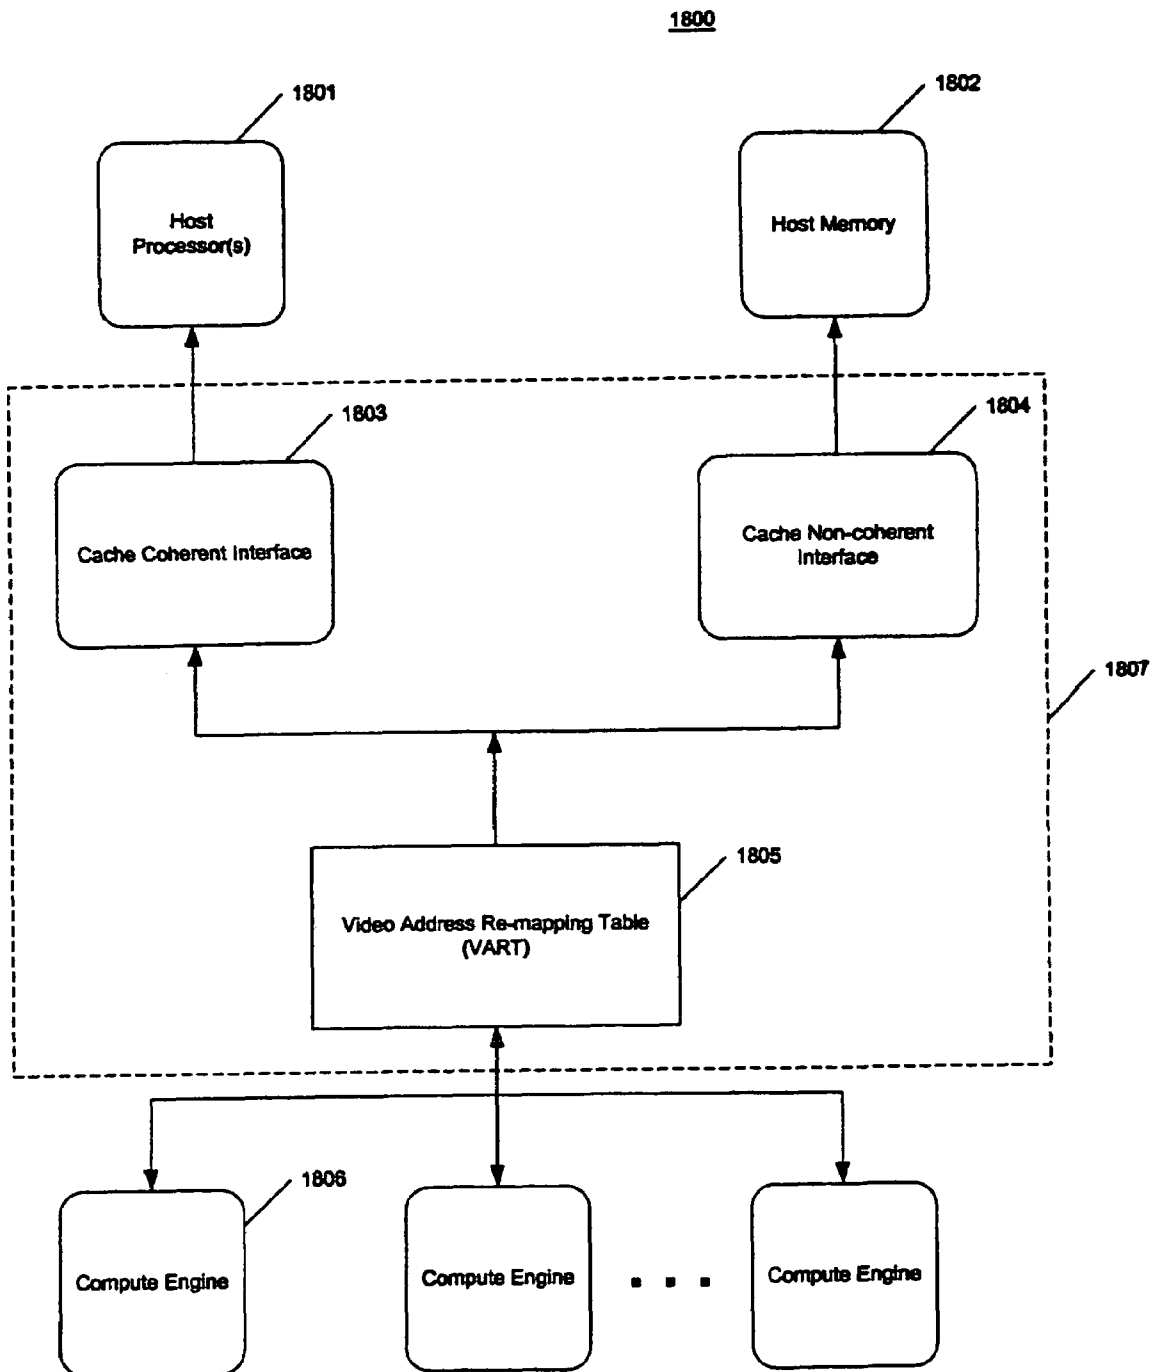 1800
1801
1802
Host
Processor(s)
Host Memory
1803
1804
Cache Coherent Interface
Cache Non-coherent
Interface
1807
1805
Video Address Re-mapping Table
(VART)
1806
Compute Engine
Compute Engine
. . .
Compute Engine